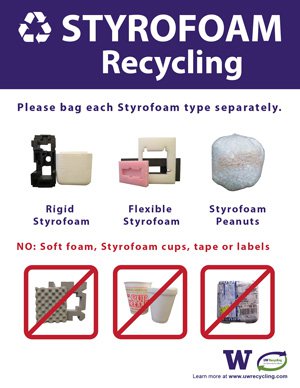 STYROFOAM
Recycling
Please bag each Styrofoam type separately.
Rigid
Styrofoam
Flexible
Styrofoam
Styrofoam
Peanuts
NO: Soft foam, Styrofoam cups, tape or labels
W
UW Recycling
Learn more at www.uwrecycling.com